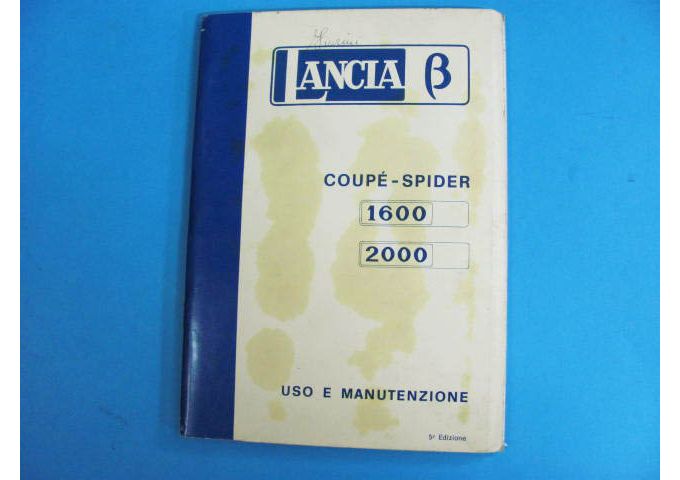 LANCIA β
COUPÉ - SPIDER
1600
2000
USO E MANUTENZIONE
5ª Edizione